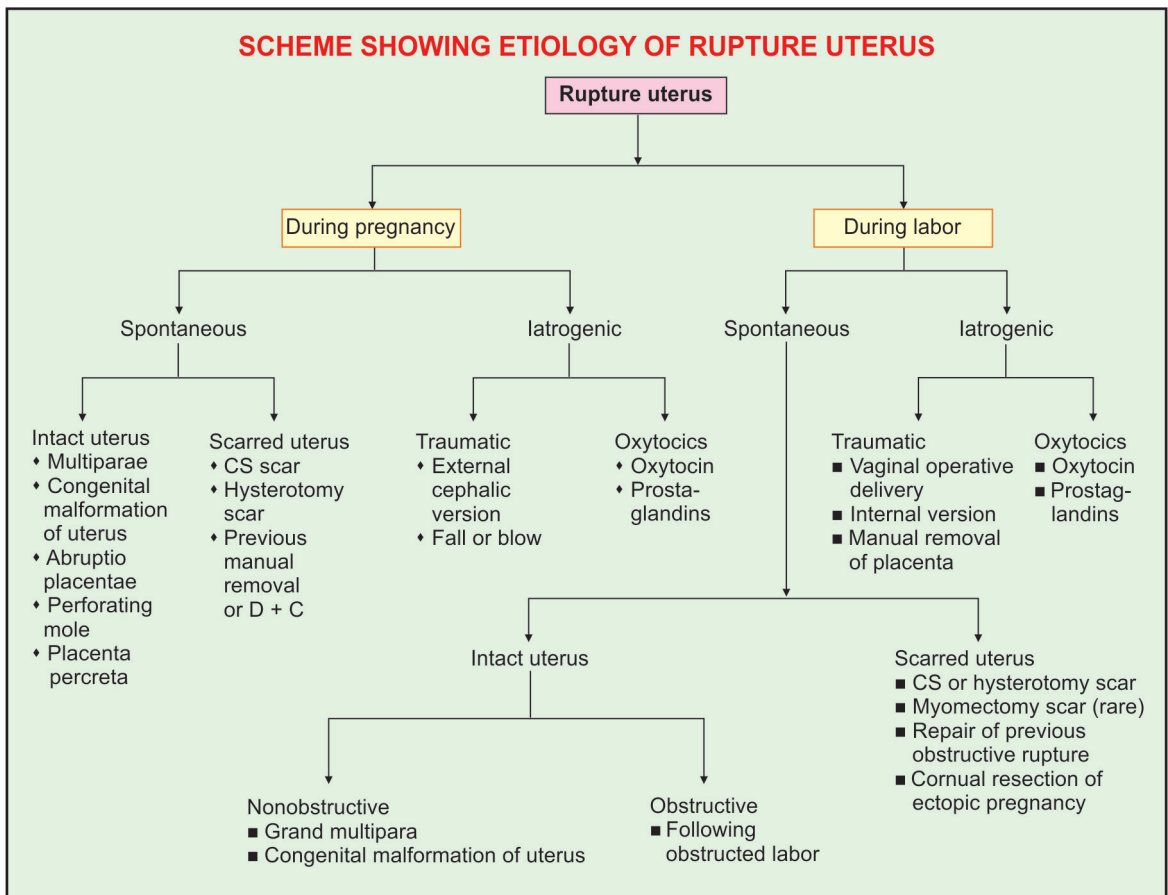 SCHEME SHOWING ETIOLOGY OF RUPTURE UTERUS
Rupture uterus
During pregnancy
During labor
Spontaneous
Iatrogenic
Spontaneous
Iatrogenic
Intact uterus
⬧ Multiparae
⬧ Congenital
malformation
of uterus
⬧ Abruptio
placentae
⬧ Perforating
mole
⬧ Placenta
percreta
Scarred uterus
⬧ CS scar
⬧ Hysterotomy
scar
⬧ Previous
manual
removal
or D + C
Traumatic
⬧ External
cephalic
version
⬧ Fall or blow
Oxytocics
⬧ Oxytocin
⬧ Prosta-
glandins
Traumatic
■ Vaginal operative
delivery
■ Internal version
■ Manual removal
of placenta
Oxytocics
■ Oxytocin
■ Prostag-
landins
Intact uterus
Scarred uterus
■ CS or hysterotomy scar
■ Myomectomy scar (rare)
■ Repair of previous
obstructive rupture
■ Cornual resection of
ectopic pregnancy
Nonobstructive
■ Grand multipara
■ Congenital malformation of uterus
Obstructive
■ Following
obstructed labor